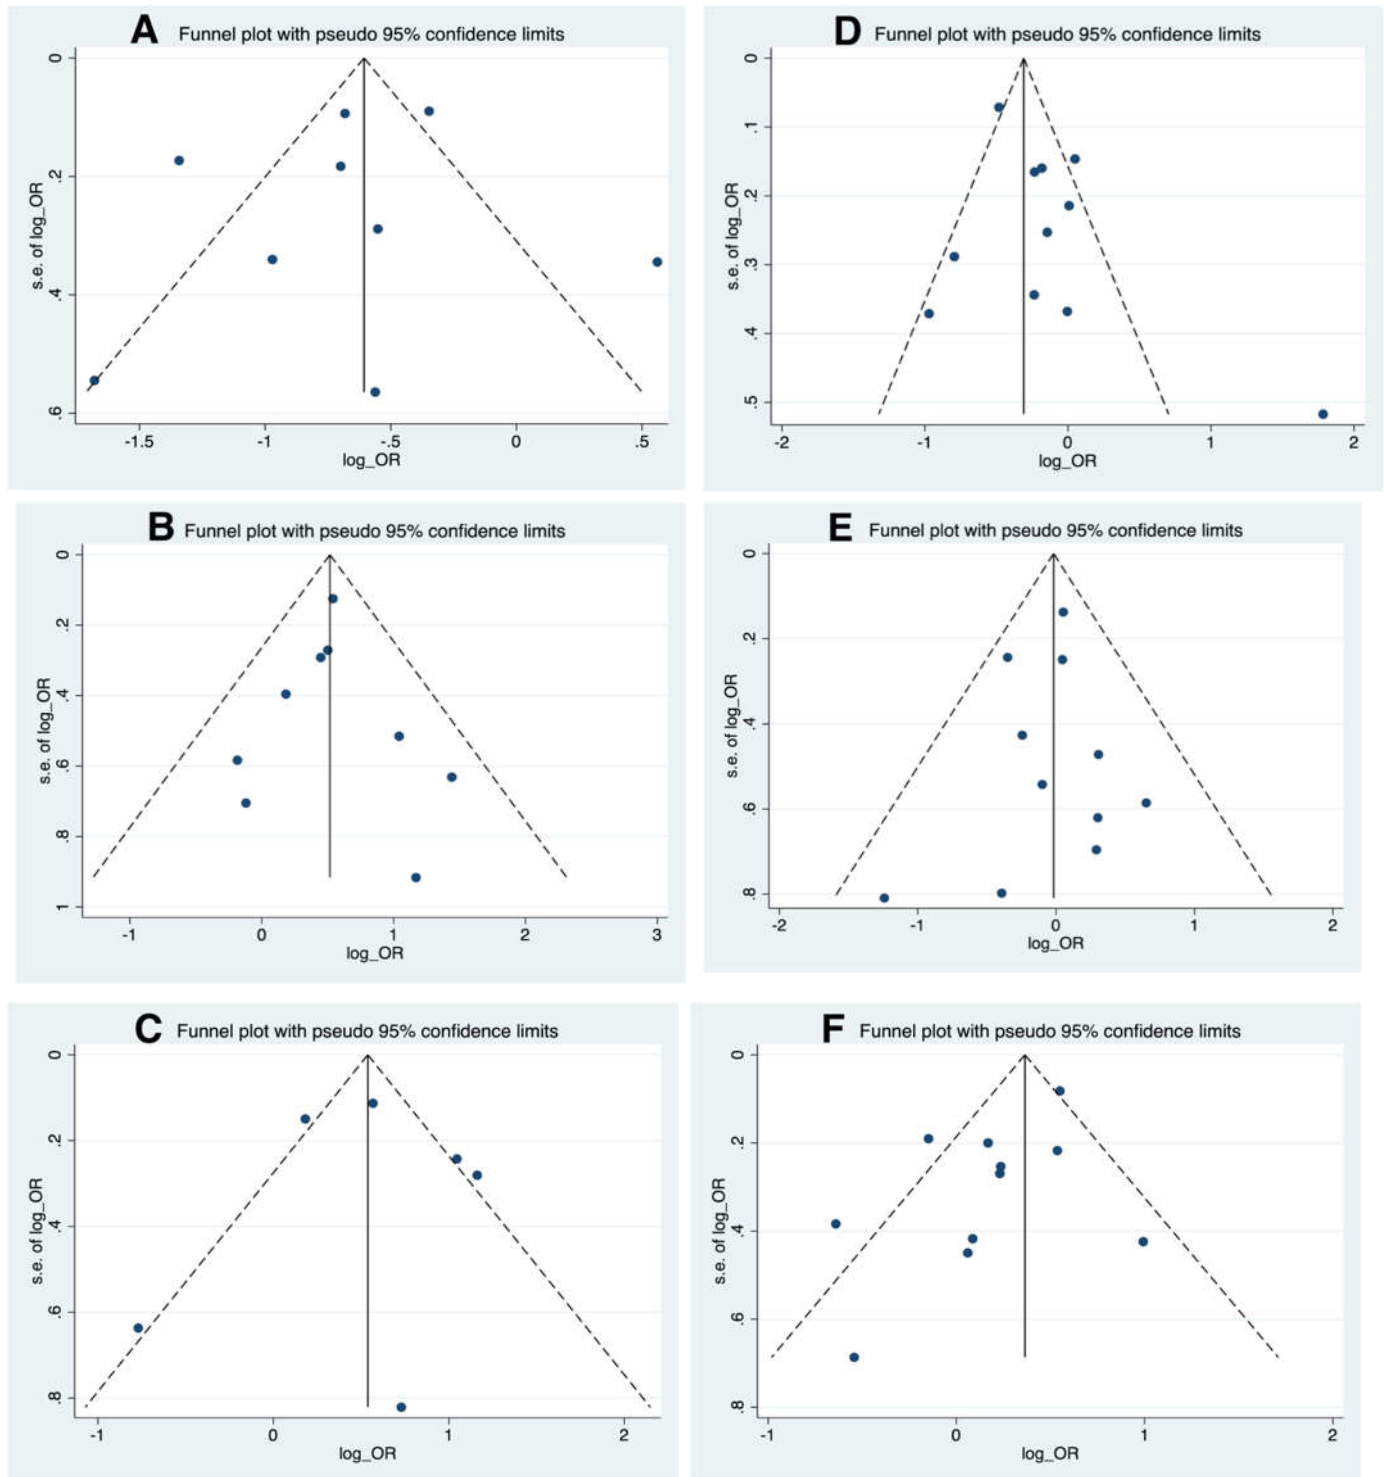 A Funnel plot with pseudo 95% confidence limits
0
.2
.4
.6
s.e. of log_OR
-1.5 -1 -.5 0 .5
log_OR
D Funnel plot with pseudo 95% confidence limits
0
.1
.2
.3
.4
.5
s.e. of log_OR
-2 -1 0 1 2
log_OR
B Funnel plot with pseudo 95% confidence limits
0
.2
.4
.6
.8
1
s.e. of log_OR
-1 0 1 2 3
log_OR
E Funnel plot with pseudo 95% confidence limits
0
.2
.4
.6
.8
s.e. of log_OR
-2 -1 0 1 2
log_OR
C Funnel plot with pseudo 95% confidence limits
0
.2
.4
.6
.8
s.e. of log_OR
-1 0 1 2
log_OR
F Funnel plot with pseudo 95% confidence limits
0
.2
.4
.6
.8
s.e. of log_OR
-1 0 1 2
log_OR